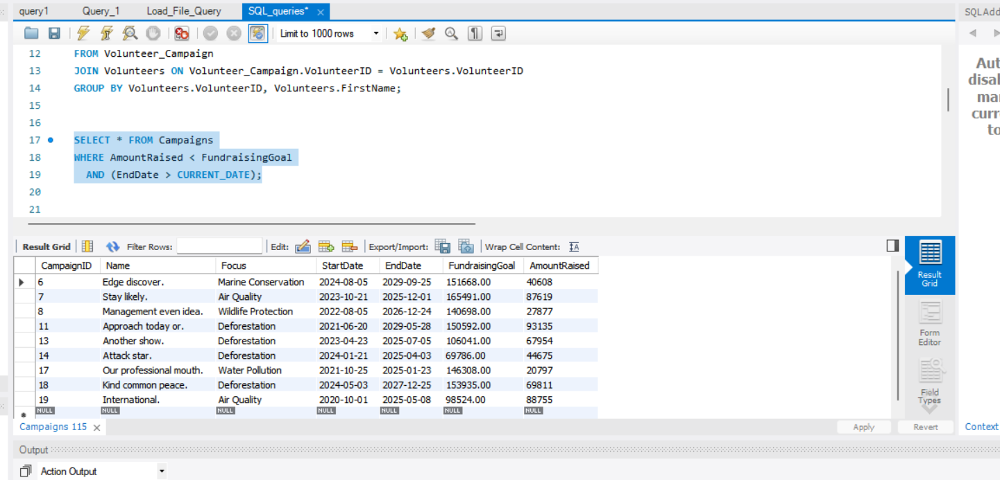 query1 Query_1 Load_File_Query SQL_queries* SQLAdd
Limit to 1000 rows
12 FROM Volunteer_Campaign
13 JOIN Volunteers ON Volunteer_Campaign.VolunteerID = Volunteers.VolunteerID
14 GROUP BY Volunteers.VolunteerID, Volunteers.FirstName;
15
16
17 SELECT * FROM Campaigns
18 WHERE AmountRaised < FundraisingGoal
19 AND (EndDate > CURRENT_DATE);
20
21
Aut
disal
mai
curr
to
Result Grid Filter Rows: Edit: Export/Import: Wrap Cell Content: IA
CampaignID Name Focus StartDate EndDate FundraisingGoal AmountRaised
6 Edge discover. Marine Conservation 2024-08-05 2029-09-25 151668.00 40608
7 Stay likely. Air Quality 2023-10-21 2025-12-01 165491.00 87619
8 Management even idea. Wildlife Protection 2022-08-05 2026-12-24 140698.00 27877
11 Approach today or. Deforestation 2021-06-20 2029-05-28 150592.00 93135
13 Another show. Deforestation 2023-04-23 2025-07-05 106041.00 67954
14 Attack star. Deforestation 2024-01-21 2025-04-03 69786.00 44675
17 Our professional mouth. Water Pollution 2021-10-25 2025-01-23 146308.00 20797
18 Kind common peace. Deforestation 2024-05-03 2027-12-25 153935.00 69811
19 International. Air Quality 2020-10-01 2025-05-08 98524.00 88755
NULL NULL NULL NULL NULL NULL NULL
Result
Grid
Form
Editor
Field
Types
Campaigns 115 Apply Revert Context
Output
Action Output